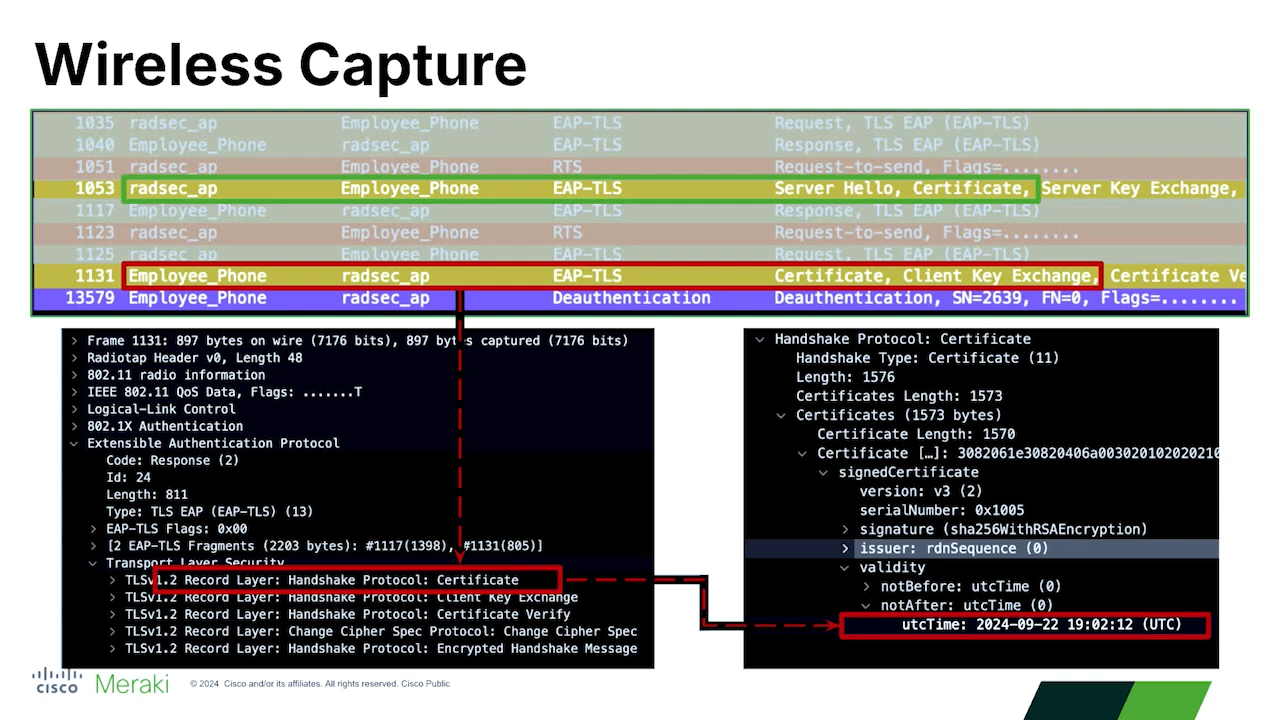 Wireless Capture
1035 radsec_ap Employee_Phone EAP-TLS Request, TLS EAP (EAP-TLS)
1040 Employee_Phone radsec_ap EAP-TLS Response, TLS EAP (EAP-TLS)
1051 radsec_ap Employee_Phone RTS Request-to-send, Flags=........
1053 radsec_ap Employee_Phone EAP-TLS Server Hello, Certificate, Server Key Exchange,
1117 Employee_Phone radsec_ap EAP-TLS Response, TLS EAP (EAP-TLS)
1123 radsec_ap Employee_Phone RTS Request-to-send, Flags=........
1125 radsec_ap Employee_Phone EAP-TLS Request, TLS EAP (EAP-TLS)
1131 Employee_Phone radsec_ap EAP-TLS Certificate, Client Key Exchange, Certificate Ve
13579 Employee_Phone radsec_ap Deauthentication Deauthentication, SN=2639, FN=0, Flags=........
Frame 1131: 897 bytes on wire (7176 bits), 897 bytes captured (7176 bits)
Radiotap Header v0, Length 48
802.11 radio information
IEEE 802.11 QoS Data, Flags: .......T
Logical-Link Control
802.1X Authentication
Extensible Authentication Protocol
Code: Response (2)
Id: 24
Length: 811
Type: TLS EAP (EAP-TLS) (13)
EAP-TLS Flags: 0x00
[2 EAP-TLS Fragments (2203 bytes): #1117(1398), #1131(805)]
Transport Layer Security
TLSv1.2 Record Layer: Handshake Protocol: Certificate
TLSv1.2 Record Layer: Handshake Protocol: Client Key Exchange
TLSv1.2 Record Layer: Handshake Protocol: Certificate Verify
TLSv1.2 Record Layer: Change Cipher Spec Protocol: Change Cipher Spec
TLSv1.2 Record Layer: Handshake Protocol: Encrypted Handshake Message
Handshake Protocol: Certificate
Handshake Type: Certificate (11)
Length: 1576
Certificates Length: 1573
Certificates (1573 bytes)
Certificate Length: 1570
Certificate […]: 3082061e30820406a003020102020210
signedCertificate
version: v3 (2)
serialNumber: 0x1005
signature (sha256WithRSAEncryption)
issuer: rdnSequence (0)
validity
notBefore: utcTime (0)
notAfter: utcTime (0)
utcTime: 2024-09-22 19:02:12 (UTC)
CISCO Meraki © 2024 Cisco and/or its affiliates. All rights reserved. Cisco Public